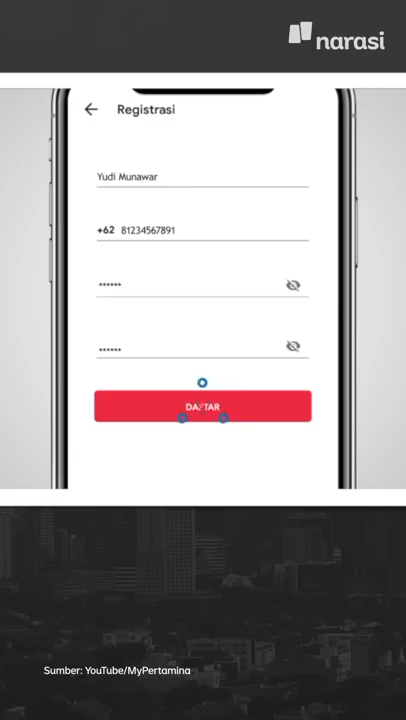 narasi
Registrasi
Yudi Munawar
+62 81234567891
••••••
••••••
DAFTAR
Sumber: YouTube/MyPertamina